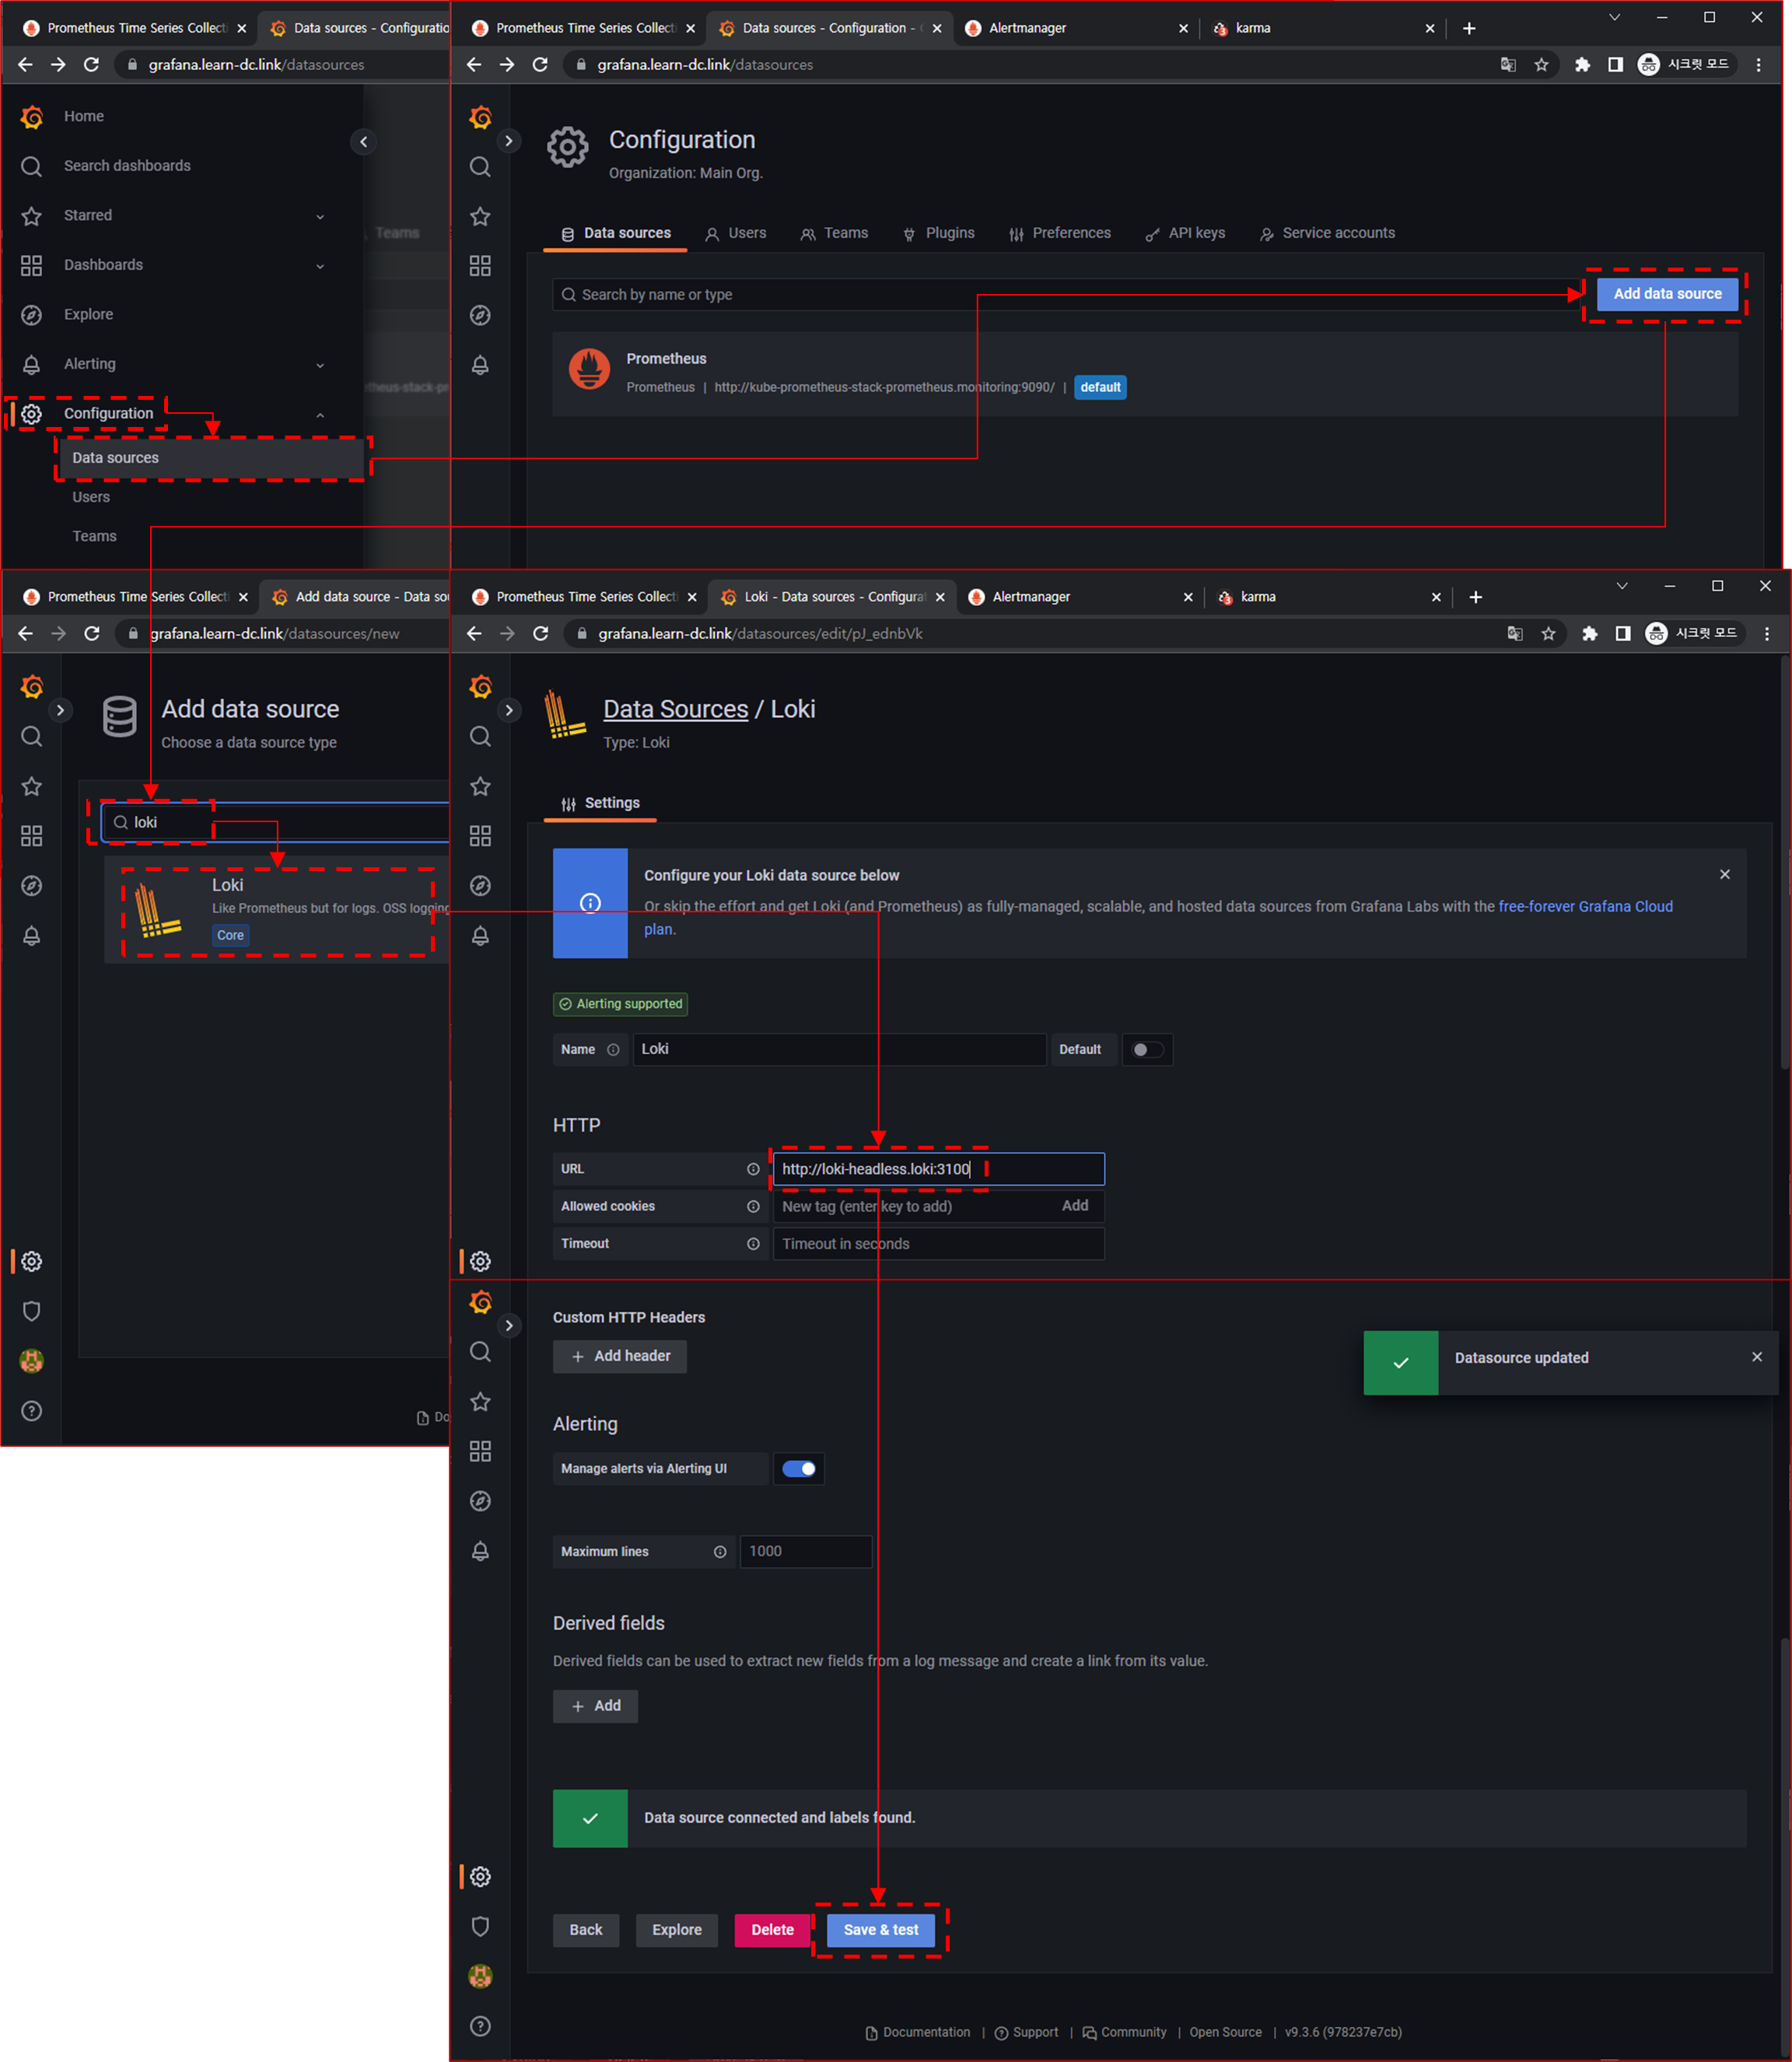 Prometheus Time Series Collecti
Data sources - Configuratio
grafana.learn-dc.link/datasources
Home
Search dashboards
Starred
Dashboards
Explore
Alerting
Configuration
Data sources
Users
Teams
Teams
Prometheus Time Series Collecti
Data sources - Configuration -
Alertmanager
karma
grafana.learn-dc.link/datasources
시크릿 모드
Configuration
Organization: Main Org.
Data sources
Users
Teams
Plugins
Preferences
API keys
Service accounts
Search by name or type
Add data source
Prometheus
Prometheus | http://kube-prometheus-stack-prometheus.monitoring:9090/ | default
Prometheus Time Series Collecti
Add data source - Data sou
grafana.learn-dc.link/datasources/new
Add data source
Choose a data source type
loki
Loki
Like Prometheus but for logs. OSS logging
Core
Do
Prometheus Time Series Collecti
Loki - Data sources - Configurat
Alertmanager
karma
grafana.learn-dc.link/datasources/edit/pJ_ednbVk
시크릿 모드
Data Sources / Loki
Type: Loki
Settings
Configure your Loki data source below
Or skip the effort and get Loki (and Prometheus) as fully-managed, scalable, and hosted data sources from Grafana Labs with the free-forever Grafana Cloud
plan.
Alerting supported
Name
Loki
Default
HTTP
URL
http://loki-headless.loki:3100
Allowed cookies
New tag (enter key to add)
Add
Timeout
Timeout in seconds
Custom HTTP Headers
+ Add header
Datasource updated
Alerting
Manage alerts via Alerting UI
Maximum lines
1000
Derived fields
Derived fields can be used to extract new fields from a log message and create a link from its value.
+ Add
Data source connected and labels found.
Back
Explore
Delete
Save & test
Documentation | Support | Community | Open Source | v9.3.6 (978237e7cb)